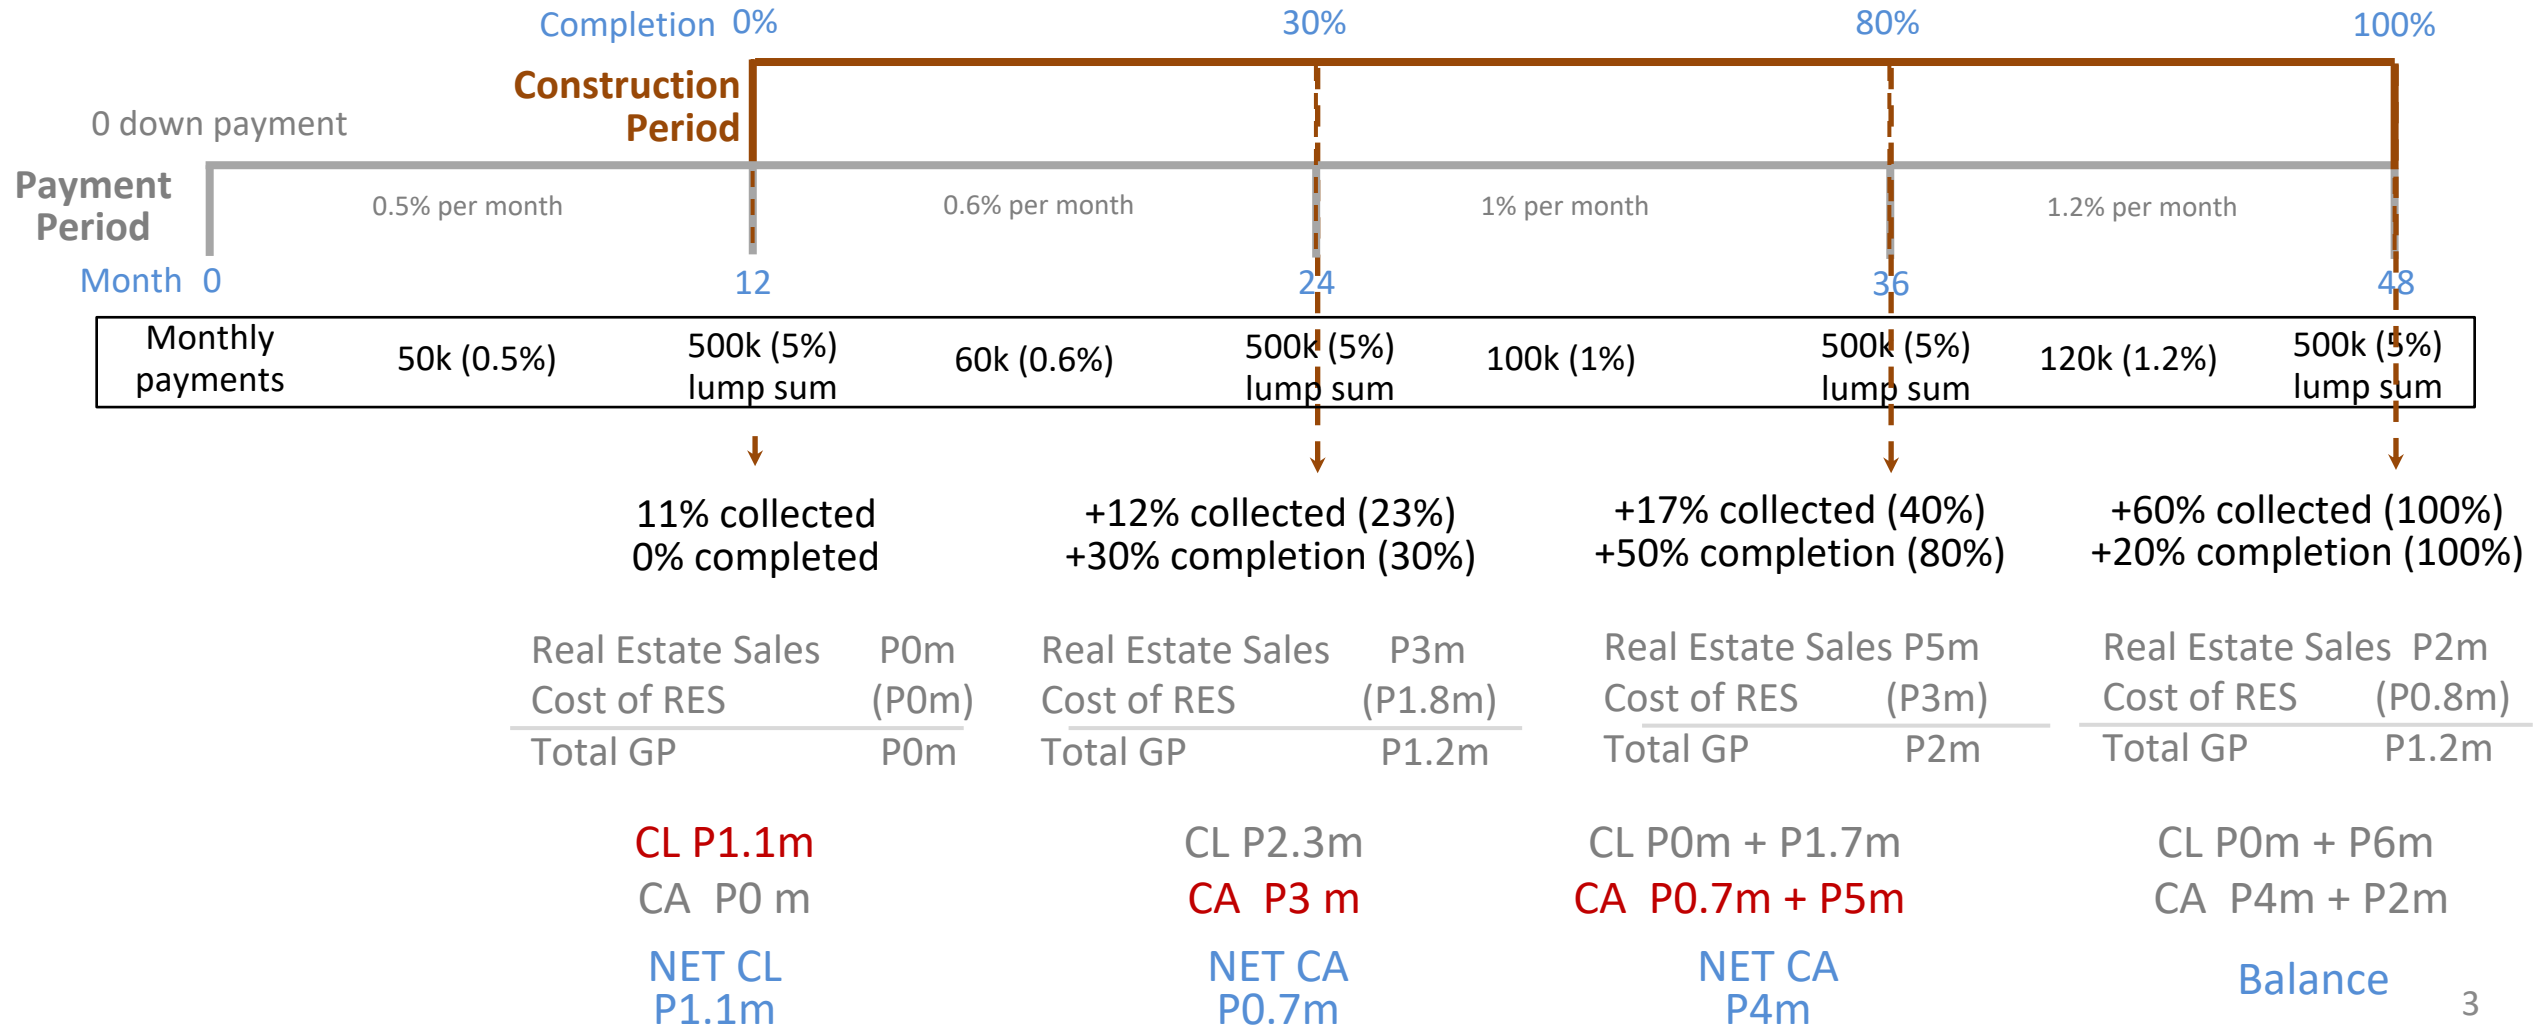 Completion 0% 30% 80% 100%
Construction
Period
0 down payment
Payment
Period
0.5% per month 0.6% per month 1% per month 1.2% per month
Month 0 12 24 36 48
Monthly
payments
50k (0.5%)
500k (5%)
lump sum
60k (0.6%)
500k (5%)
lump sum
100k (1%)
500k (5%)
lump sum
120k (1.2%)
500k (5%)
lump sum
11% collected
0% completed
+12% collected (23%)
+30% completion (30%)
+17% collected (40%)
+50% completion (80%)
+60% collected (100%)
+20% completion (100%)
Real Estate Sales P0m
Cost of RES (P0m)
Total GP P0m
Real Estate Sales P3m
Cost of RES (P1.8m)
Total GP P1.2m
Real Estate Sales P5m
Cost of RES (P3m)
Total GP P2m
Real Estate Sales P2m
Cost of RES (P0.8m)
Total GP P1.2m
CL P1.1m
CA P0 m
NET CL
P1.1m
CL P2.3m
CA P3 m
NET CA
P0.7m
CL P0m + P1.7m
CA P0.7m + P5m
NET CA
P4m
CL P0m + P6m
CA P4m + P2m
Balance
3